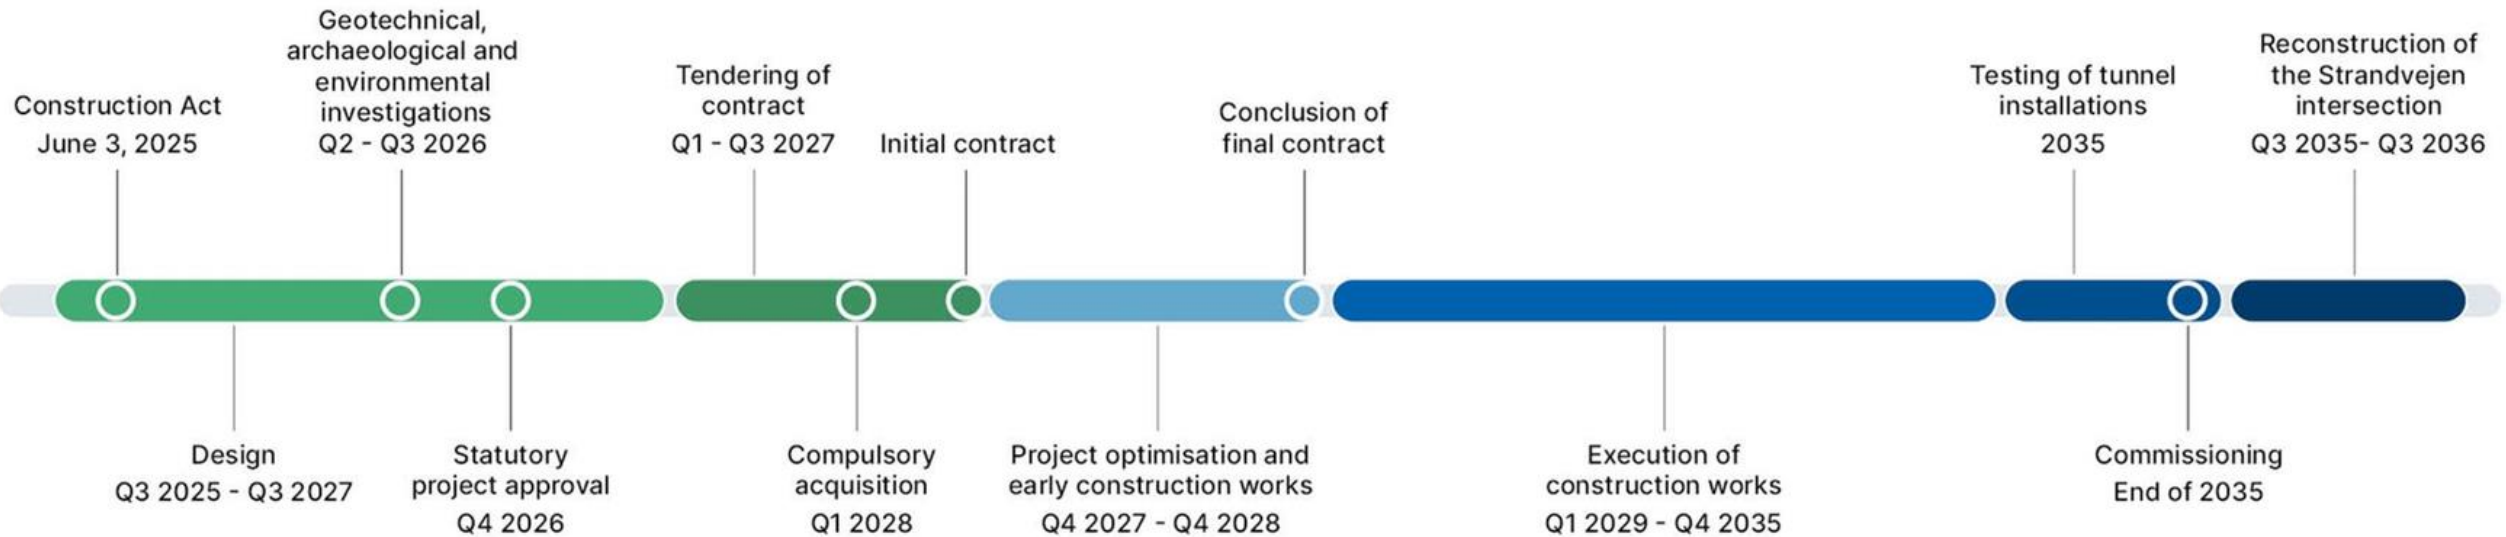 Construction Act
June 3, 2025
Geotechnical,
archaeological and
environmental
investigations
Q2 - Q3 2026
Tendering of
contract
Q1 - Q3 2027
Initial contract
Conclusion of
final contract
Testing of tunnel
installations
2035
Reconstruction of
the Strandvejen
intersection
Q3 2035- Q3 2036
Design
Q3 2025 - Q3 2027
Statutory
project approval
Q4 2026
Compulsory
acquisition
Q1 2028
Project optimisation and
early construction works
Q4 2027 - Q4 2028
Execution of
construction works
Q1 2029 - Q4 2035
Commissioning
End of 2035